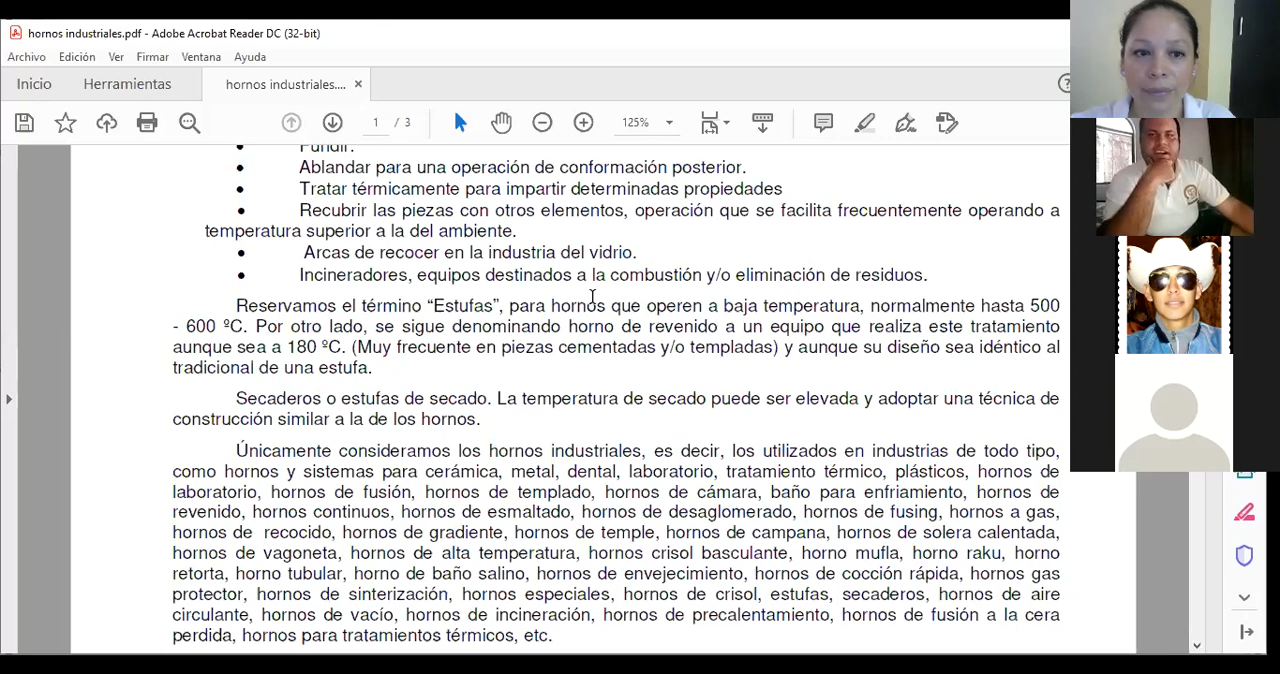 hornos industriales.pdf - Adobe Acrobat Reader DC (32-bit)
Archivo Edición Ver Firmar Ventana Ayuda
Inicio Herramientas hornos industriales.... ×
1 / 3 125%
• Fundir.
• Ablandar para una operación de conformación posterior.
• Tratar térmicamente para impartir determinadas propiedades
• Recubrir las piezas con otros elementos, operación que se facilita frecuentemente operando a
temperatura superior a la del ambiente.
• Arcas de recocer en la industria del vidrio.
• Incineradores, equipos destinados a la combustión y/o eliminación de residuos.
Reservamos el término “Estufas”, para hornos que operen a baja temperatura, normalmente hasta 500
- 600 ºC. Por otro lado, se sigue denominando horno de revenido a un equipo que realiza este tratamiento
aunque sea a 180 ºC. (Muy frecuente en piezas cementadas y/o templadas) y aunque su diseño sea idéntico al
tradicional de una estufa.
Secaderos o estufas de secado. La temperatura de secado puede ser elevada y adoptar una técnica de
construcción similar a la de los hornos.
Únicamente consideramos los hornos industriales, es decir, los utilizados en industrias de todo tipo,
como hornos y sistemas para cerámica, metal, dental, laboratorio, tratamiento térmico, plásticos, hornos de
laboratorio, hornos de fusión, hornos de templado, hornos de cámara, baño para enfriamiento, hornos de
revenido, hornos continuos, hornos de esmaltado, hornos de desaglomerado, hornos de fusing, hornos a gas,
hornos de recocido, hornos de gradiente, hornos de temple, hornos de campana, hornos de solera calentada,
hornos de vagoneta, hornos de alta temperatura, hornos crisol basculante, horno mufla, horno raku, horno
retorta, horno tubular, horno de baño salino, hornos de envejecimiento, hornos de cocción rápida, hornos gas
protector, hornos de sinterización, hornos especiales, hornos de crisol, estufas, secaderos, hornos de aire
circulante, hornos de vacío, hornos de incineración, hornos de precalentamiento, hornos de fusión a la cera
perdida, hornos para tratamientos térmicos, etc.